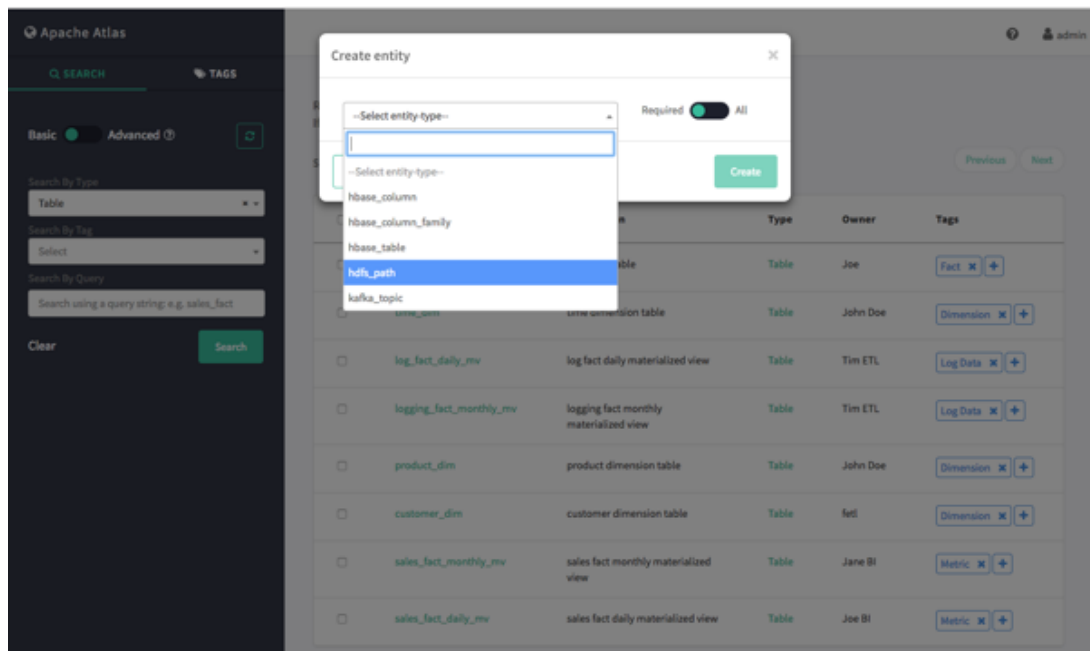 Apache Atlas
admin
SEARCH
TAGS
Basic
Advanced
Search By Type
Table
Search By Tag
Select
Search By Query
Search using a query string: e.g. sales_fact
Clear
Search
Create entity
--Select entity-type--
Required
All
--Select entity-type--
hbase_column
hbase_column_family
hbase_table
hdfs_path
kafka_topic
Create
Previous
Next
Type
Owner
Tags
Table
Joe
Fact
time_dim
time dimension table
Table
John Doe
Dimension
log_fact_daily_mv
log fact daily materialized view
Table
Tim ETL
Log Data
logging_fact_monthly_mv
logging fact monthly
materialized view
Table
Tim ETL
Log Data
product_dim
product dimension table
Table
John Doe
Dimension
customer_dim
customer dimension table
Table
fetl
Dimension
sales_fact_monthly_mv
sales fact monthly materialized
view
Table
Jane BI
Metric
sales_fact_daily_mv
sales fact daily materialized view
Table
Joe BI
Metric